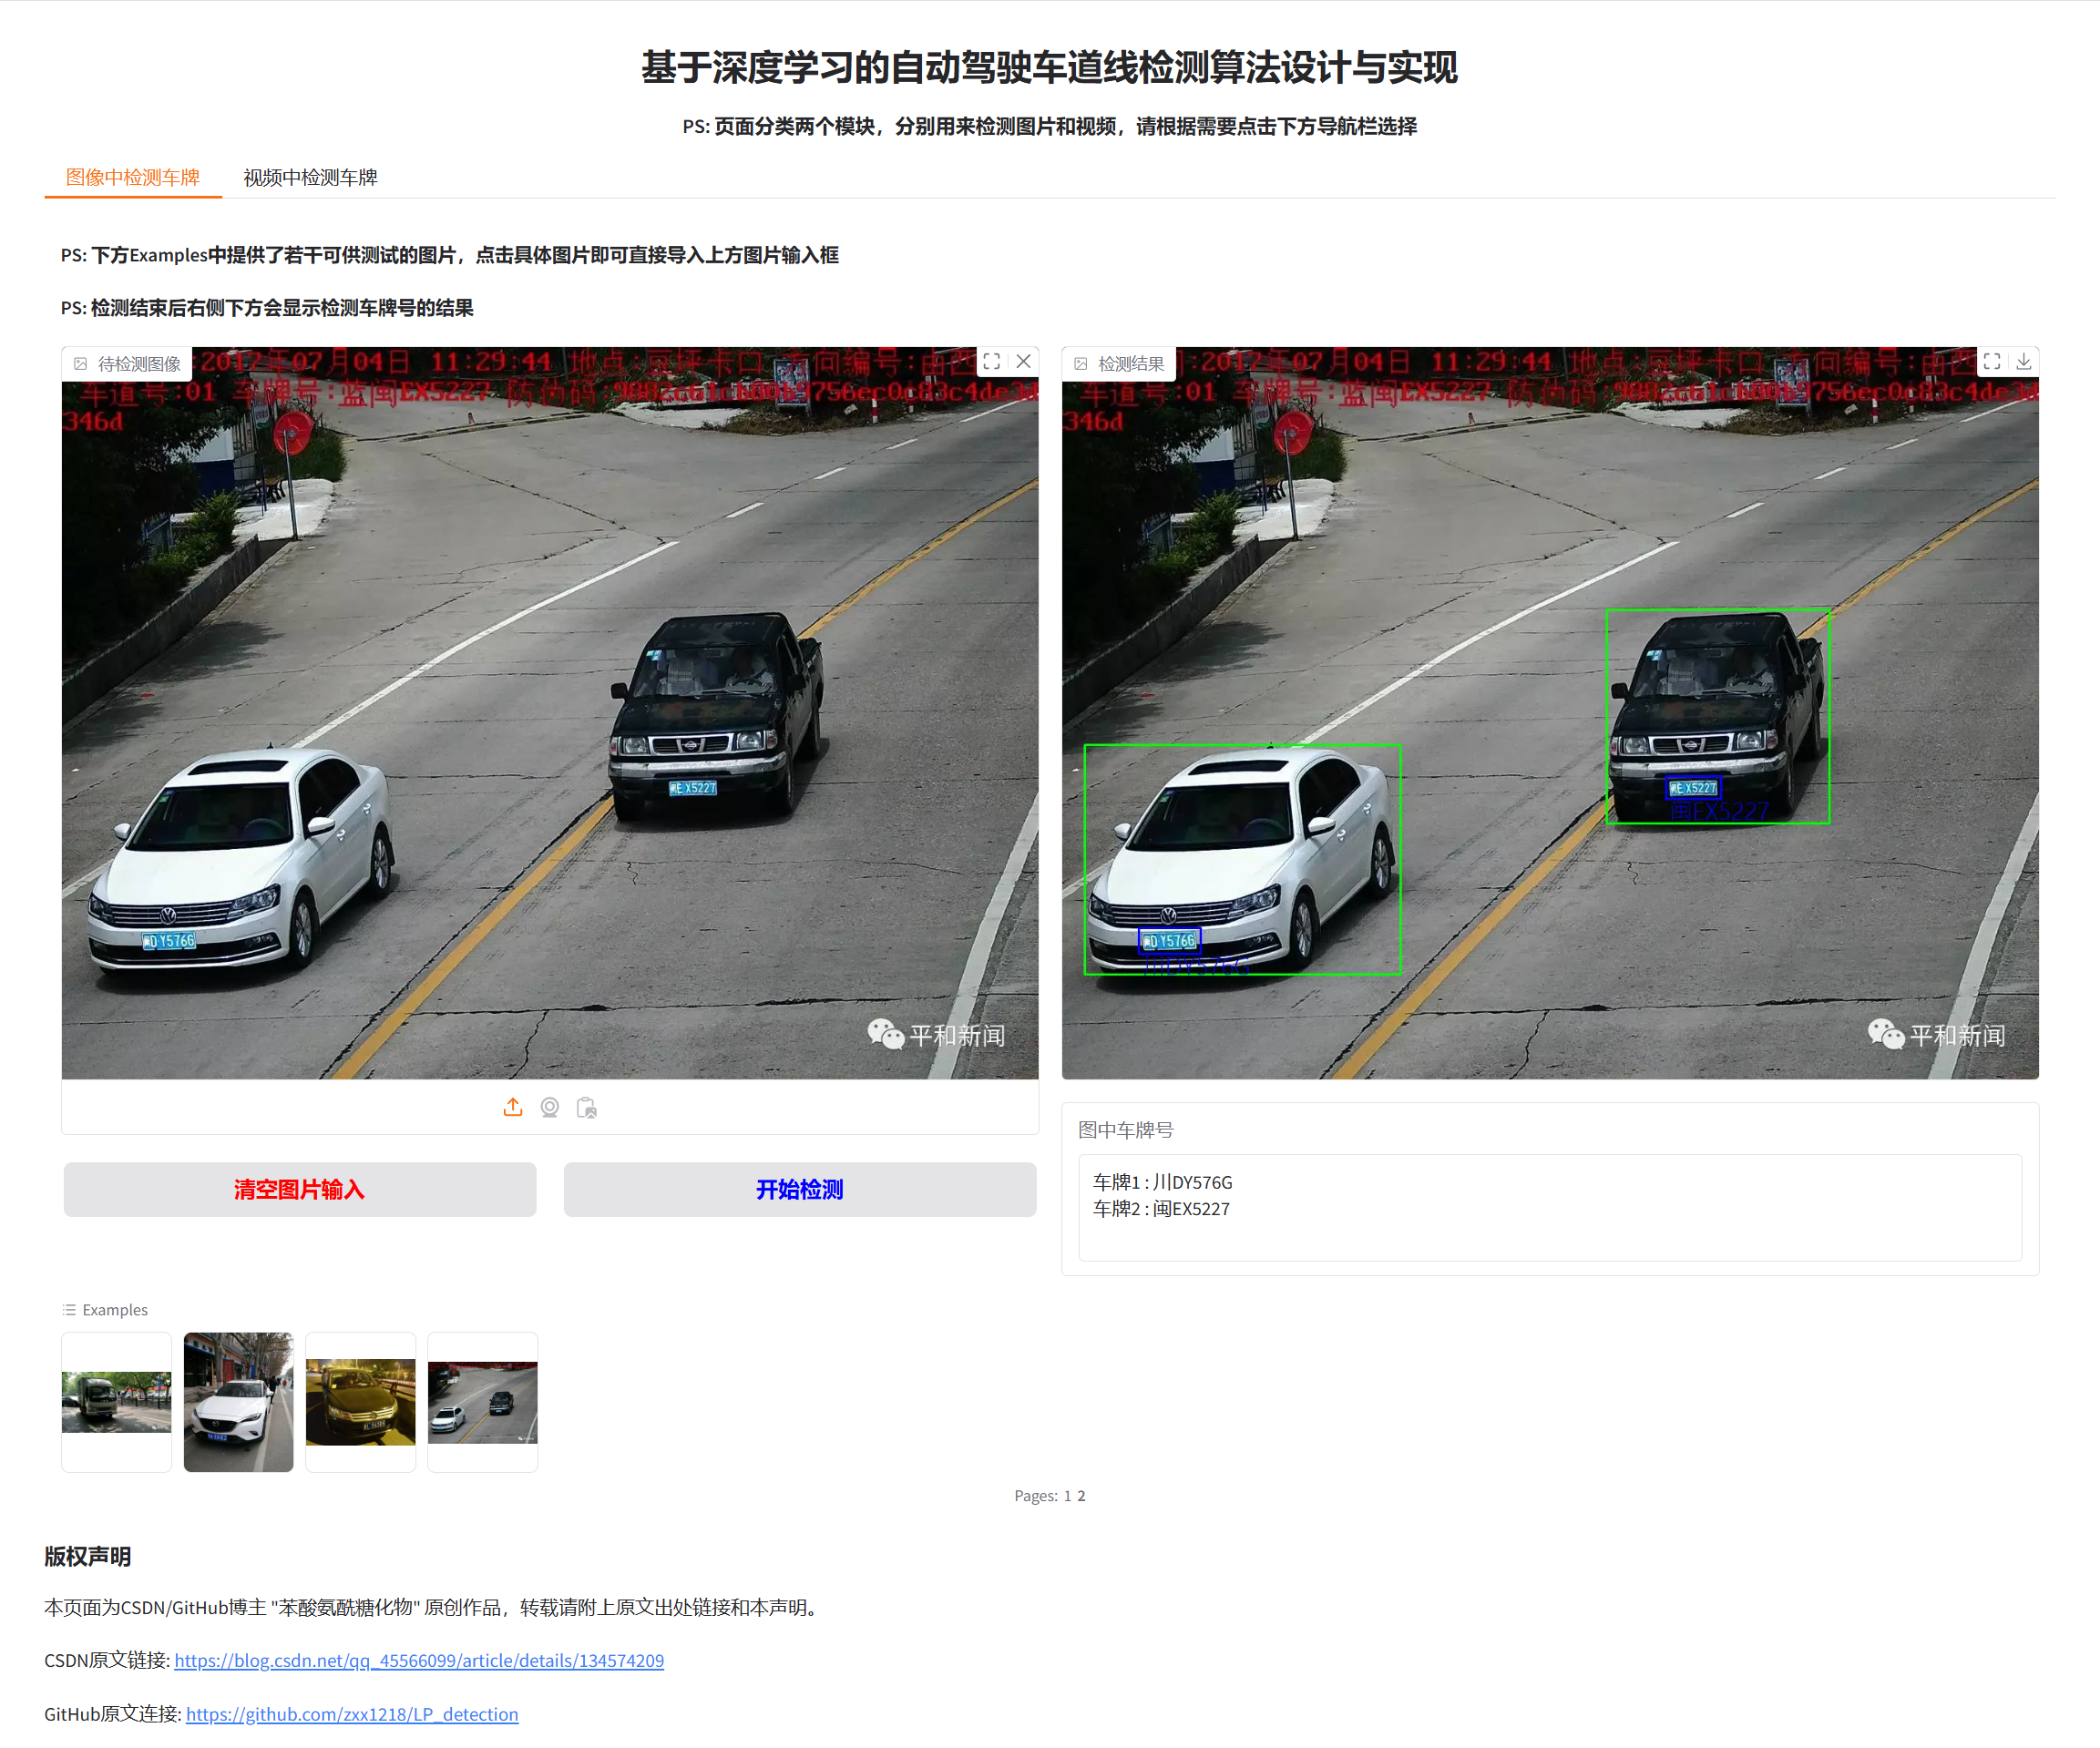 基于深度学习的自动驾驶车道线检测算法设计与实现
PS: 页面分类两个模块，分别用来检测图片和视频，请根据需要点击下方导航栏选择
图像中检测车牌
视频中检测车牌
PS: 下方Examples中提供了若干可供测试的图片，点击具体图片即可直接导入上方图片输入框
PS: 检测结束后右侧下方会显示检测车牌号的结果
待检测图像
:2017年07月04日 11:29:44 地点: 卡口 向编号:由西
车道号:01 车牌号:蓝闽EX5227 防伪码:
346d
EX5227
DY576G
平和新闻
检测结果
07月04日 11:29:44 地点: 卡口 向编号:由西
车道号:01 车牌号:蓝闽EX5227 防伪码:
346d
EX5227
闽EX5227
DY576G
川DY576G
平和新闻
清空图片输入
开始检测
图中车牌号
车牌1 : 川DY576G
车牌2 : 闽EX5227
Examples
Pages: 1 2
版权声明
本页面为CSDN/GitHub博主 "苯酸氨酰糖化物" 原创作品，转载请附上原文出处链接和本声明。
CSDN原文链接: https://blog.csdn.net/qq_45566099/article/details/134574209
GitHub原文连接: https://github.com/zxx1218/LP_detection